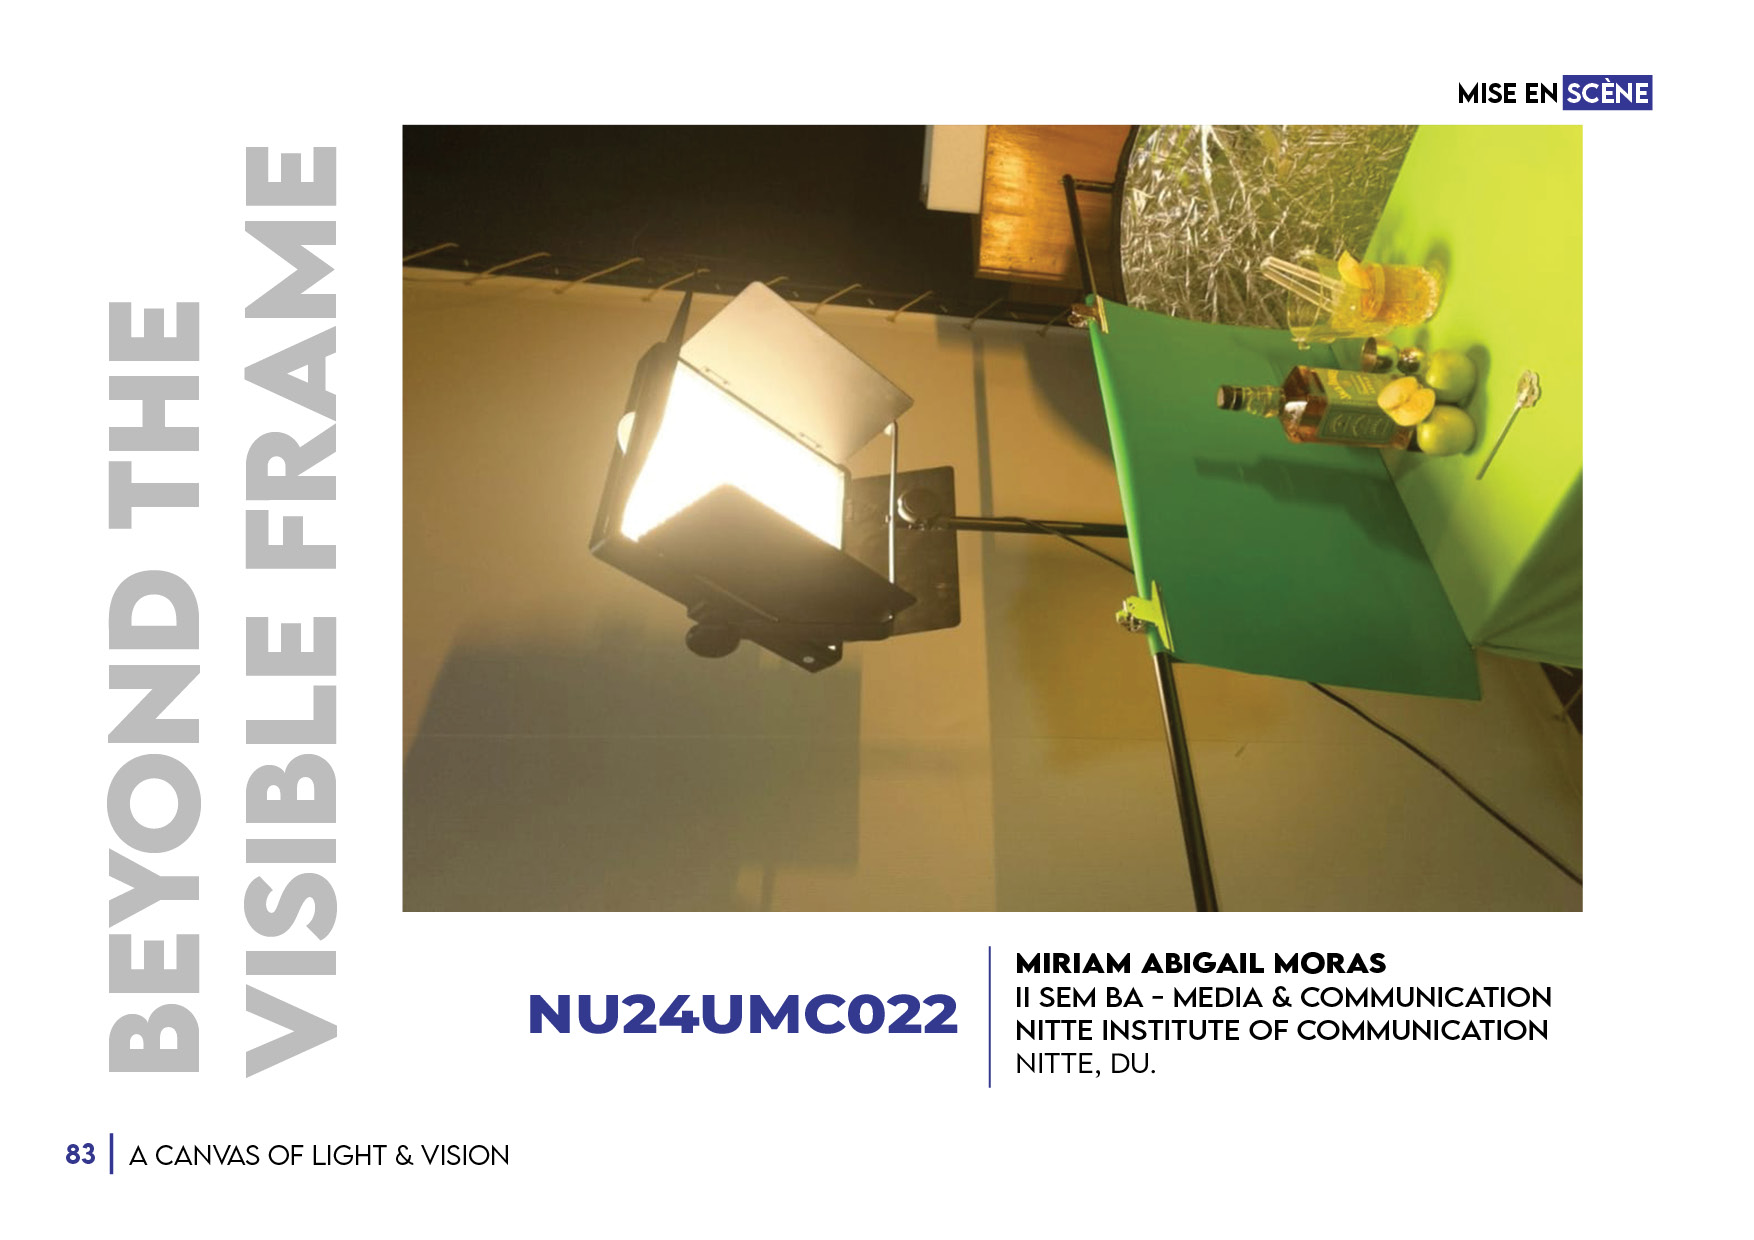 MISE EN SCÈNE
BEYOND THE
VISIBLE FRAME
NU24UMC022
MIRIAM ABIGAIL MORAS
II SEM BA - MEDIA & COMMUNICATION
NITTE INSTITUTE OF COMMUNICATION
NITTE, DU.
83
A CANVAS OF LIGHT & VISION